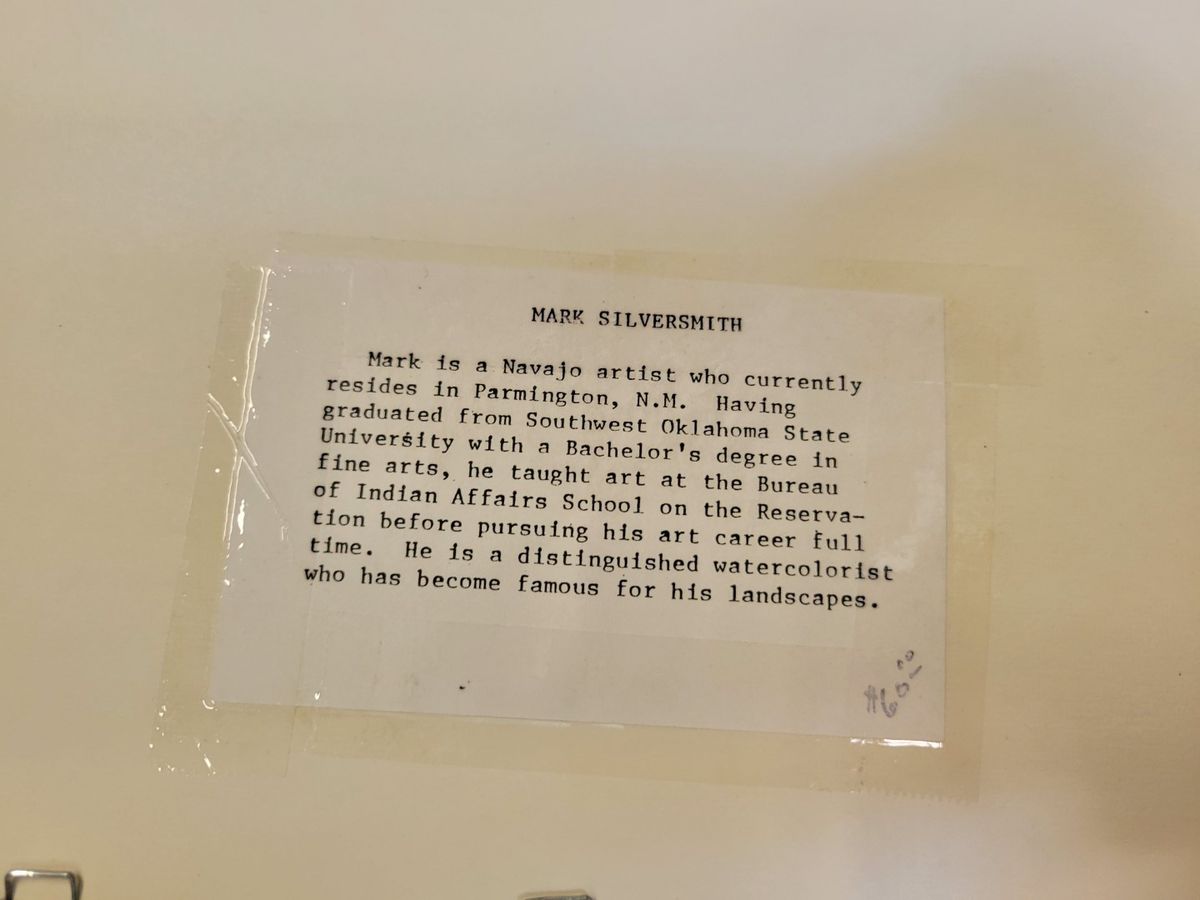 MARK SILVERSMITH
Mark is a Navajo artist who currently
resides in Parmington, N.M. Having
graduated from Southwest Oklahoma State
University with a Bachelor's degree in
fine arts, he taught art at the Bureau
of Indian Affairs School on the Reserva-
tion before pursuing his art career full
time. He is a distinguished watercolorist
who has become famous for his landscapes.
$60.00